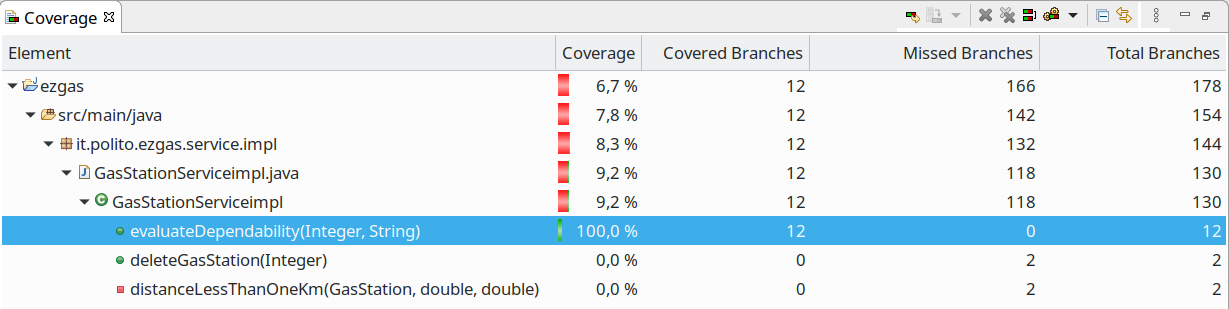 Coverage
Element Coverage Covered Branches Missed Branches Total Branches
ezgas 6,7 % 12 166 178
src/main/java 7,8 % 12 142 154
it.polito.ezgas.service.impl 8,3 % 12 132 144
GasStationServiceimpl.java 9,2 % 12 118 130
GasStationServiceimpl 9,2 % 12 118 130
evaluateDependability(Integer, String) 100,0 % 12 0 12
deleteGasStation(Integer) 0,0 % 0 2 2
distanceLessThanOneKm(GasStation, double, double) 0,0 % 0 2 2